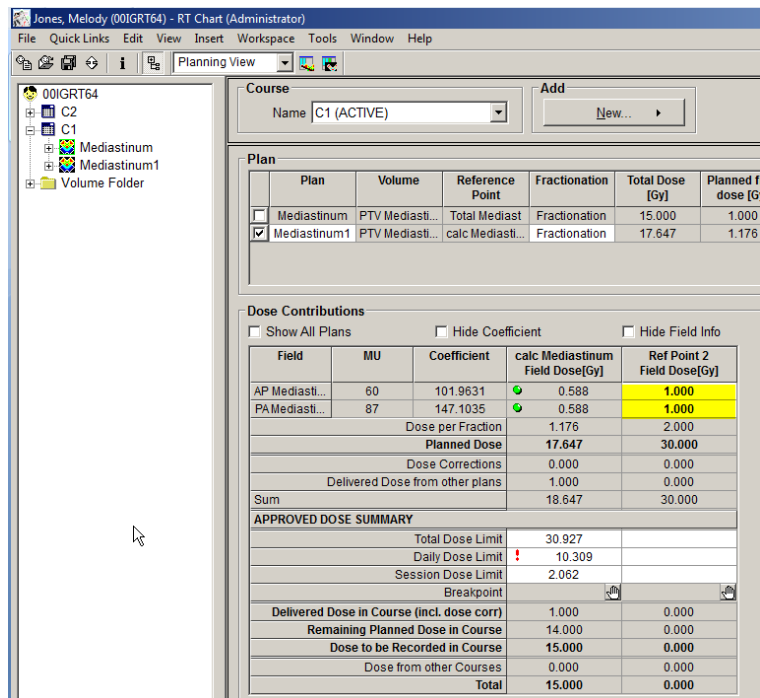 Jones, Melody (00IGRT64) - RT Chart (Administrator)
File Quick Links Edit View Insert Workspace Tools Window Help
Planning View
00IGRT64
C2
C1
Mediastinum
Mediastinum1
Volume Folder
Course
Name C1 (ACTIVE)
Add
New...
Plan
Plan Volume Reference Point Fractionation Total Dose [Gy] Planned f dose [Gy
Mediastinum PTV Mediasti... Total Mediast Fractionation 15.000 1.000
Mediastinum1 PTV Mediasti... calc Mediasti... Fractionation 17.647 1.176
Dose Contributions
Show All Plans Hide Coefficient Hide Field Info
Field MU Coefficient calc Mediastinum Field Dose[Gy] Ref Point 2 Field Dose[Gy]
AP Mediasti... 60 101.9631 0.588 1.000
PA Mediasti... 87 147.1035 0.588 1.000
Dose per Fraction 1.176 2.000
Planned Dose 17.647 30.000
Dose Corrections 0.000 0.000
Delivered Dose from other plans 1.000 0.000
Sum 18.647 30.000
APPROVED DOSE SUMMARY
Total Dose Limit 30.927
Daily Dose Limit ! 10.309
Session Dose Limit 2.062
Breakpoint
Delivered Dose in Course (incl. dose corr) 1.000 0.000
Remaining Planned Dose in Course 14.000 0.000
Dose to be Recorded in Course 15.000 0.000
Dose from other Courses 0.000 0.000
Total 15.000 0.000